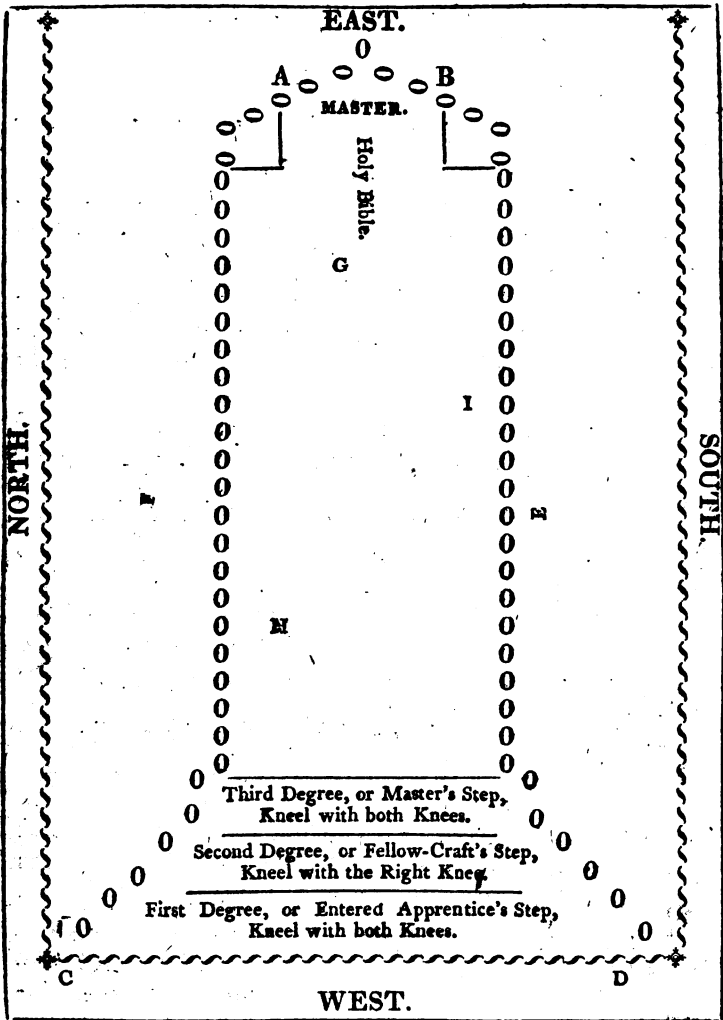 EAST.
A B
MASTER.
Holy Bible.
G
I
NORTH.
SOUTH.
F
E
H
Third Degree, or Master's Step,
Kneel with both Knees.
Second Degree, or Fellow-Craft's Step,
Kneel with the Right Knee,
First Degree, or Entered Apprentice's Step,
Kneel with both Knees.
C D
WEST.